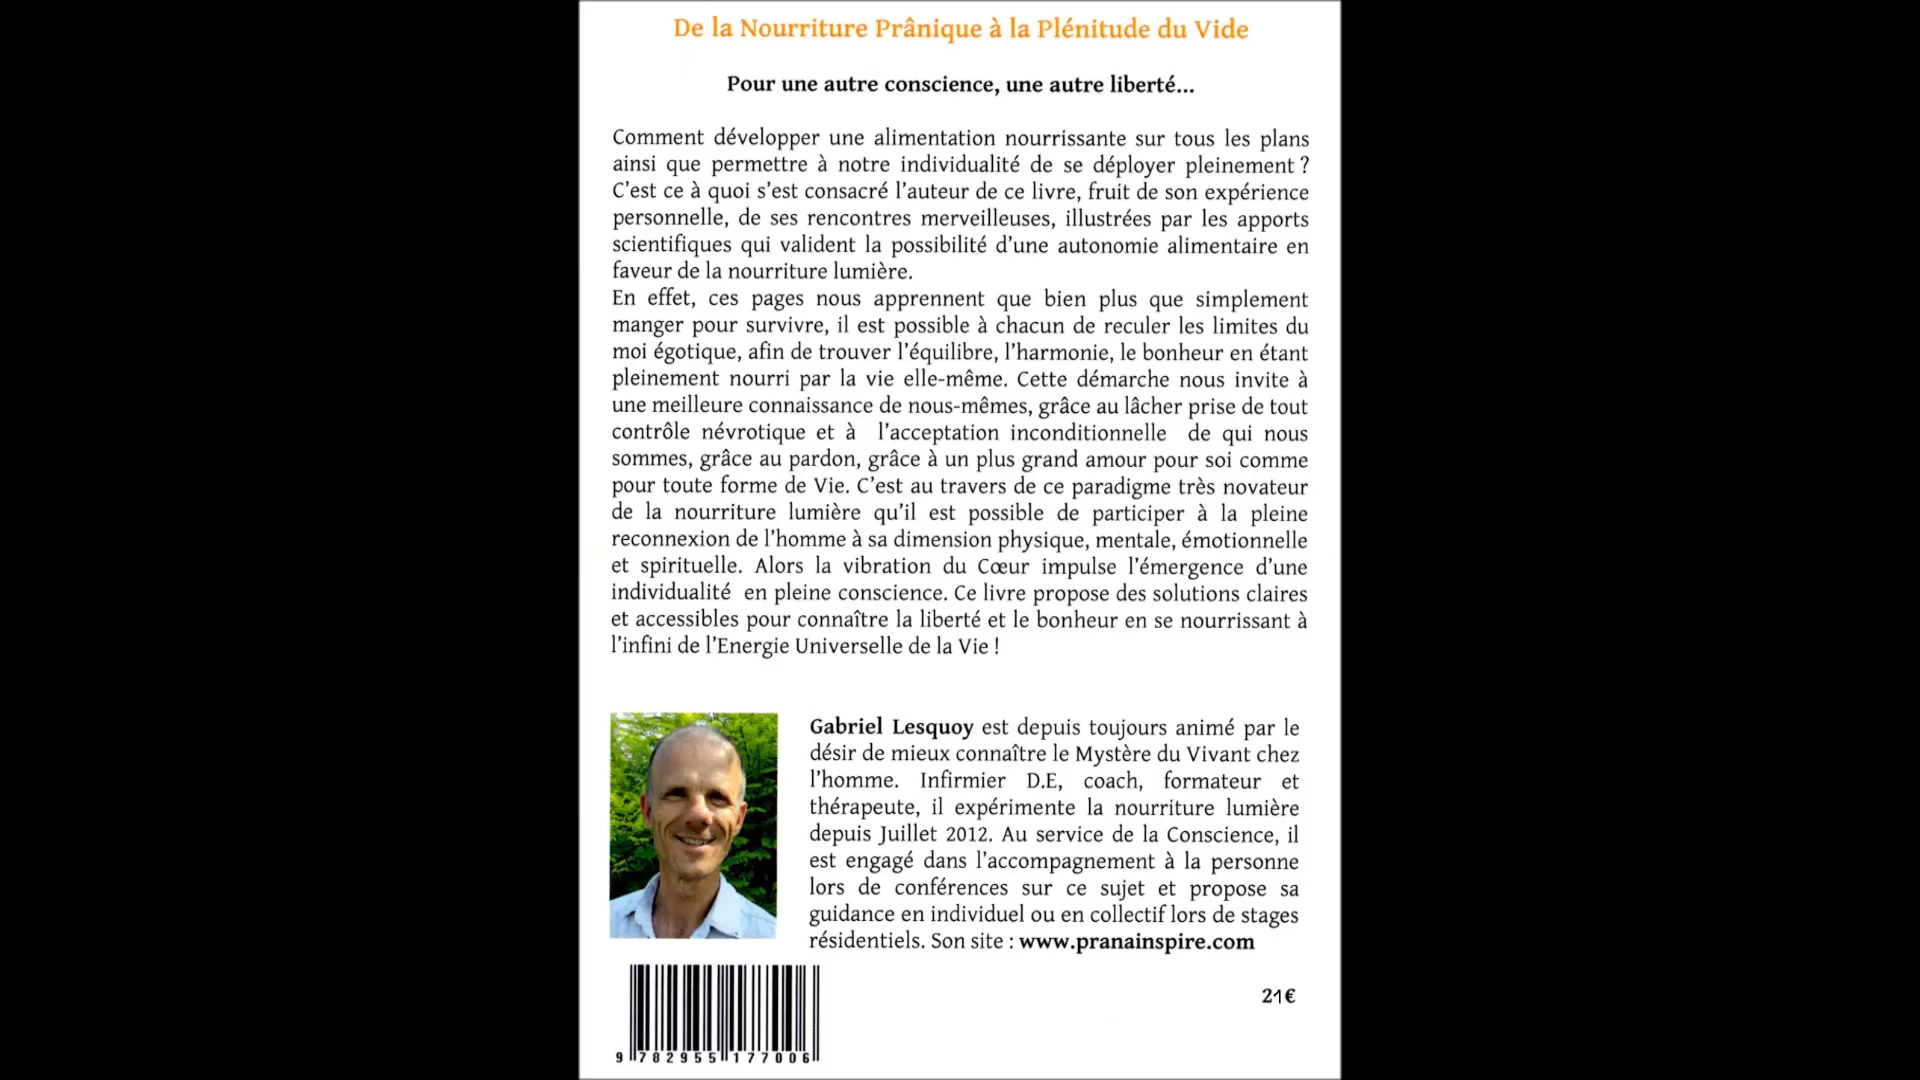 De la Nourriture Prânique à la Plénitude du Vide
Pour une autre conscience, une autre liberté...
Comment développer une alimentation nourrissante sur tous les plans
ainsi que permettre à notre individualité de se déployer pleinement ?
C'est ce à quoi s'est consacré l'auteur de ce livre, fruit de son expérience
personnelle, de ses rencontres merveilleuses, illustrées par les apports
scientifiques qui valident la possibilité d'une autonomie alimentaire en
faveur de la nourriture lumière.
En effet, ces pages nous apprennent que bien plus que simplement
manger pour survivre, il est possible à chacun de reculer les limites du
moi égotique, afin de trouver l'équilibre, l'harmonie, le bonheur en étant
pleinement nourri par la vie elle-même. Cette démarche nous invite à
une meilleure connaissance de nous-mêmes, grâce au lâcher prise de tout
contrôle névrotique et à l'acceptation inconditionnelle de qui nous
sommes, grâce au pardon, grâce à un plus grand amour pour soi comme
pour toute forme de Vie. C'est au travers de ce paradigme très novateur
de la nourriture lumière qu'il est possible de participer à la pleine
reconnexion de l'homme à sa dimension physique, mentale, émotionnelle
et spirituelle. Alors la vibration du Cœur impulse l'émergence d'une
individualité en pleine conscience. Ce livre propose des solutions claires
et accessibles pour connaître la liberté et le bonheur en se nourrissant à
l'infini de l'Energie Universelle de la Vie !
Gabriel Lesquoy est depuis toujours animé par le
désir de mieux connaître le Mystère du Vivant chez
l'homme. Infirmier D.E, coach, formateur et
thérapeute, il expérimente la nourriture lumière
depuis Juillet 2012. Au service de la Conscience, il
est engagé dans l'accompagnement à la personne
lors de conférences sur ce sujet et propose sa
guidance en individuel ou en collectif lors de stages
résidentiels. Son site : www.pranainspire.com
21€
9 782955 177006